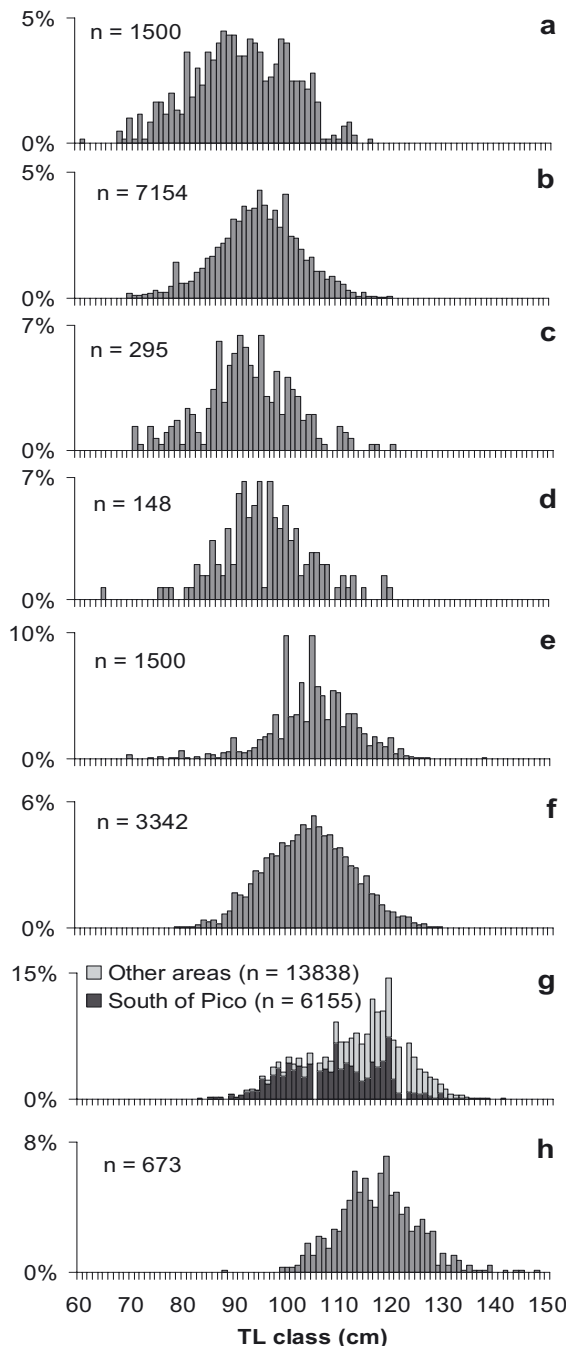 5%
n = 1500
a
0%
5%
n = 7154
b
0%
7%
n = 295
c
0%
7%
n = 148
d
0%
10%
n = 1500
e
0%
6%
n = 3342
f
0%
15%
Other areas (n = 13838)
g
South of Pico (n = 6155)
0%
8%
n = 673
h
0%
60 70 80 90 100 110 120 130 140 150
TL class (cm)